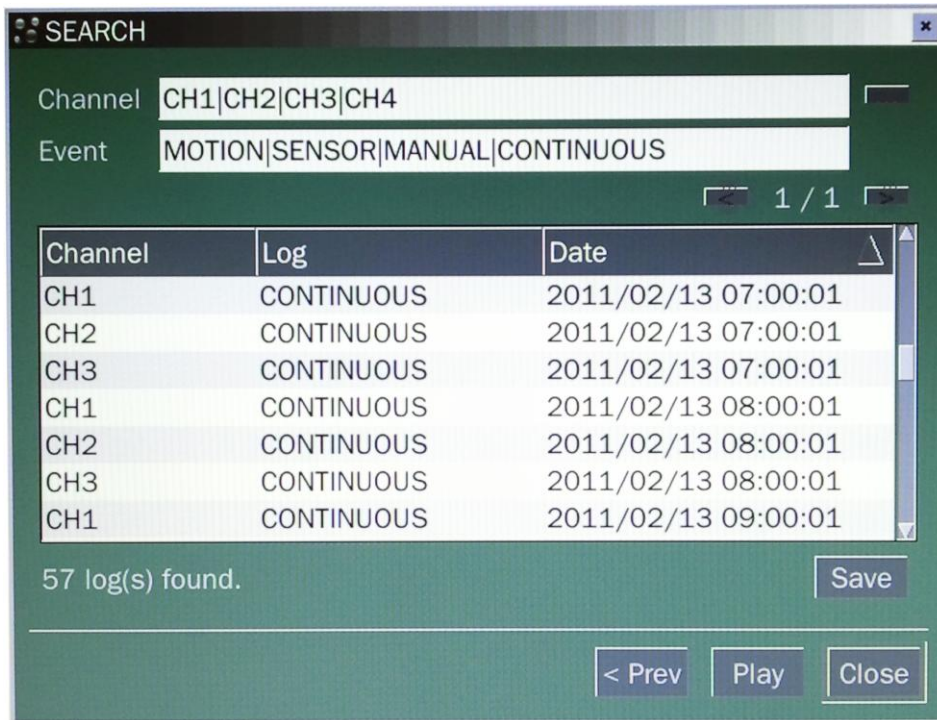 SEARCH
Channel CH1|CH2|CH3|CH4
Event MOTION|SENSOR|MANUAL|CONTINUOUS
< 1 / 1 >
Channel Log Date
CH1 CONTINUOUS 2011/02/13 07:00:01
CH2 CONTINUOUS 2011/02/13 07:00:01
CH3 CONTINUOUS 2011/02/13 07:00:01
CH1 CONTINUOUS 2011/02/13 08:00:01
CH2 CONTINUOUS 2011/02/13 08:00:01
CH3 CONTINUOUS 2011/02/13 08:00:01
CH1 CONTINUOUS 2011/02/13 09:00:01
57 log(s) found. Save
< Prev Play Close